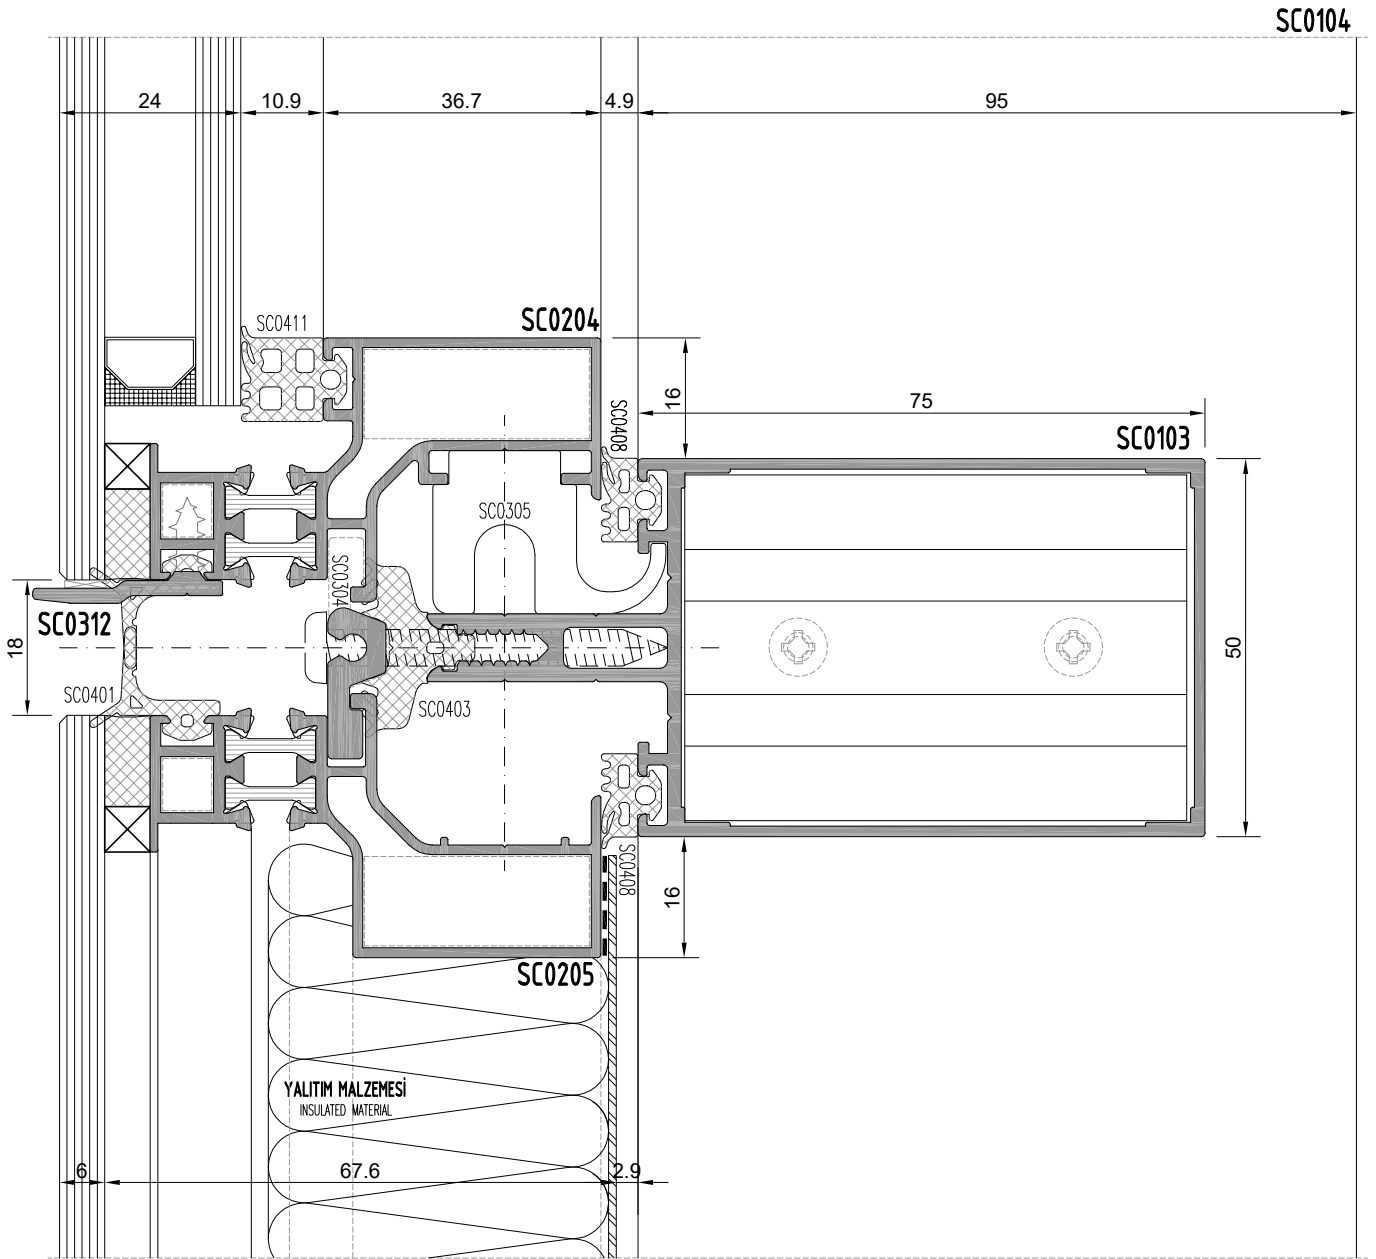 SC0104
24
10.9
36.7
4.9
95
SC0411
SC0204
16
SC0408
75
SC0103
SC0305
SC0304
SC0312
18
50
SC0401
SC0403
SC0408
16
SC0205
YALITIM MALZEMESİ
INSULATED MATERIAL
6
67.6
2.9